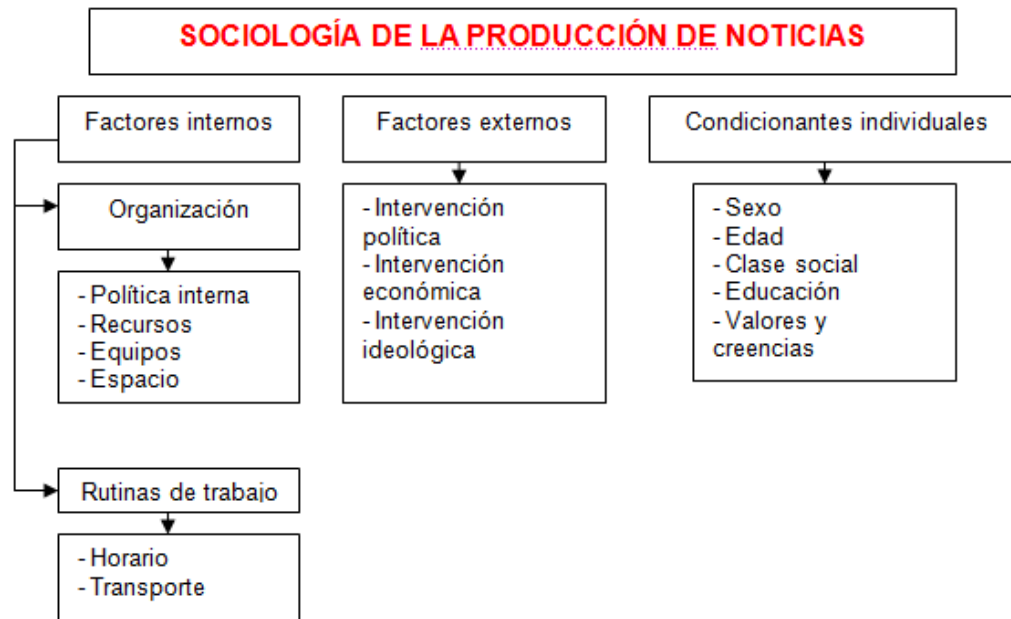 SOCIOLOGÍA DE LA PRODUCCIÓN DE NOTICIAS
Factores internos
Organización
- Política interna
- Recursos
- Equipos
- Espacio
Rutinas de trabajo
- Horario
- Transporte
Factores externos
- Intervención
política
- Intervención
económica
- Intervención
ideológica
Condicionantes individuales
- Sexo
- Edad
- Clase social
- Educación
- Valores y
creencias